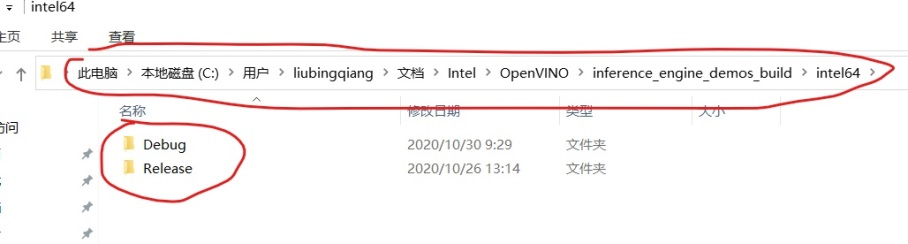 intel64
主页 共享 查看
此电脑 > 本地磁盘 (C:) > 用户 > liubingqiang > 文档 > Intel > OpenVINO > inference_engine_demos_build > intel64 >
名称 修改日期 类型 大小
访问
Debug 2020/10/30 9:29 文件夹
Release 2020/10/26 13:14 文件夹